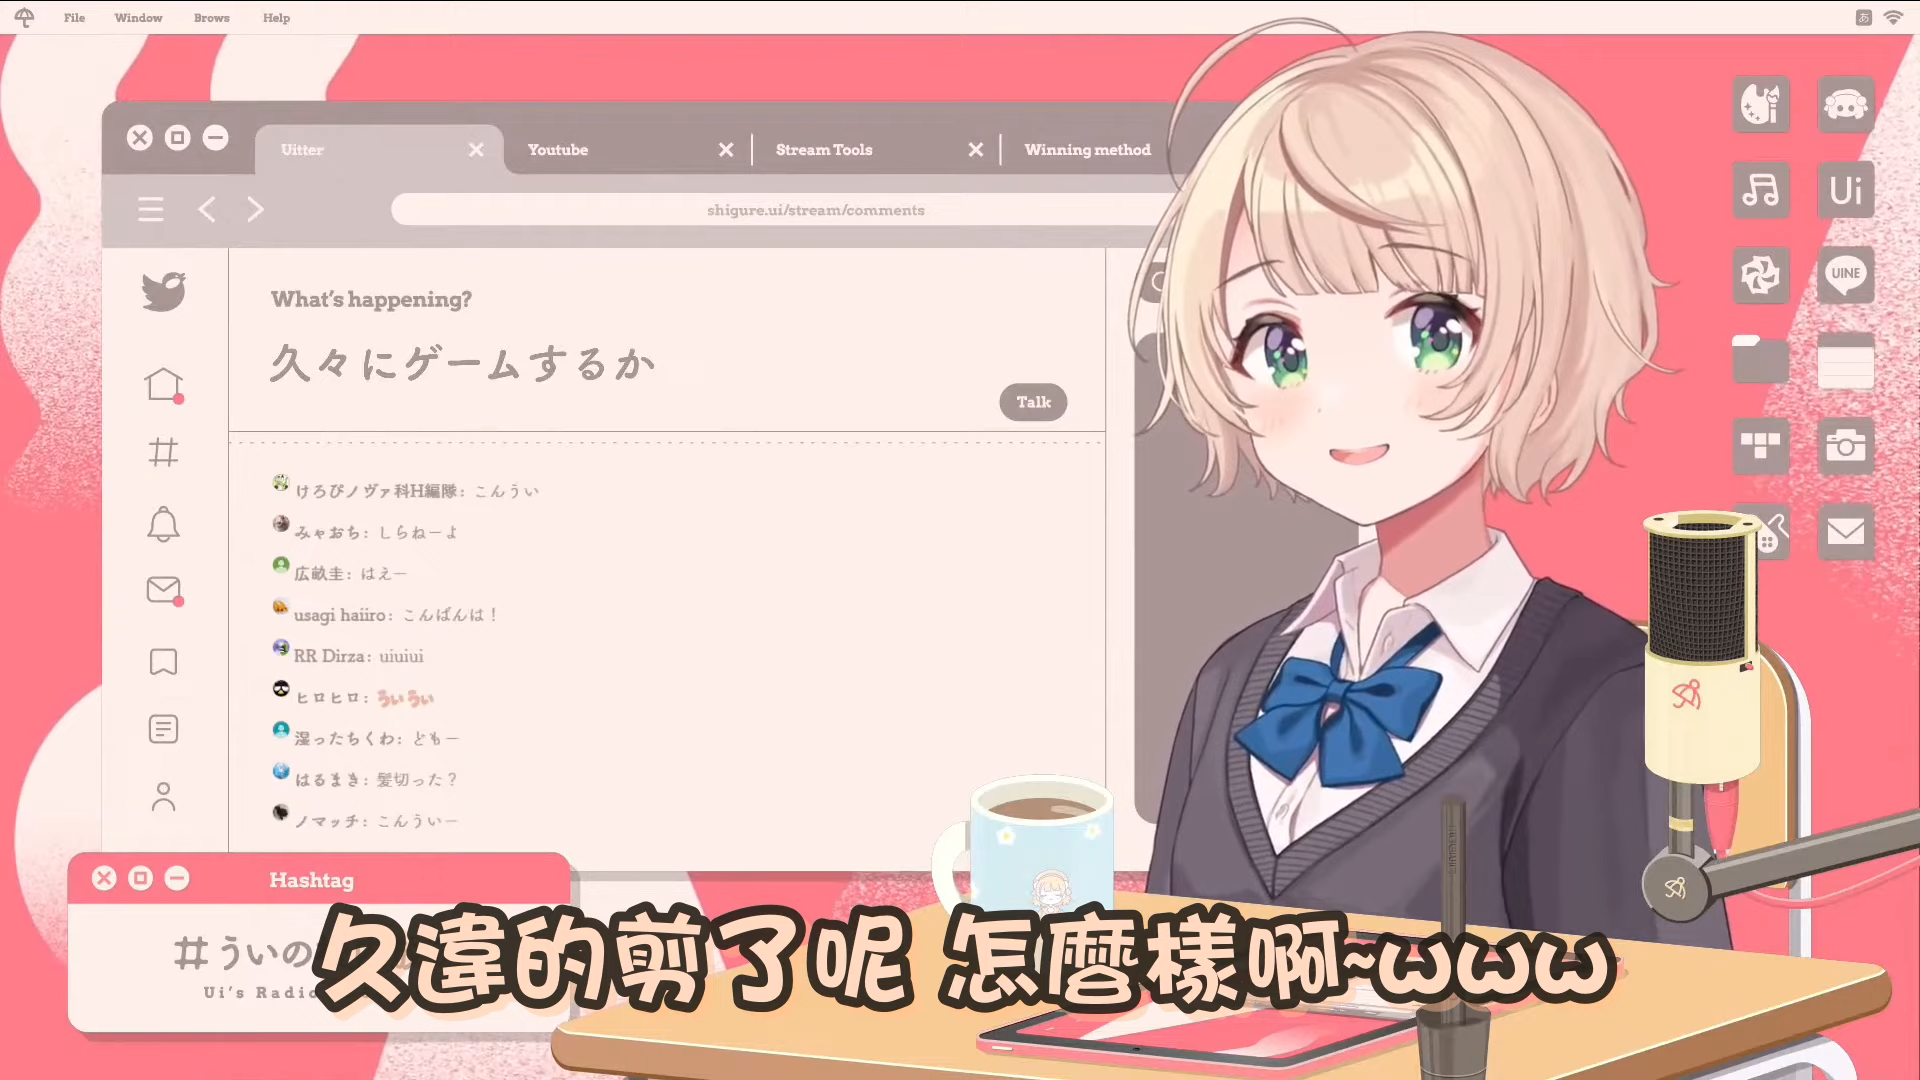 File Window Brows Help
あ
Uitter Youtube Stream Tools Winning method
shigure.ui/stream/comments
What's happening?
久々にゲームするか
Talk
けろぴノヴァ科H編隊: こんうい
みゃおち: しらねーよ
広畝圭: はえー
usagi haiiro: こんばんは！
RR Dirza: uiuiui
ヒロヒロ: ういうい
湿ったちくわ: どもー
はるまき: 髪切った？
ノマッチ: こんういー
Ui
UINE
Hashtag
#ういの
Ui's Radio
久違的剪了呢 怎麼樣啊~ωωω